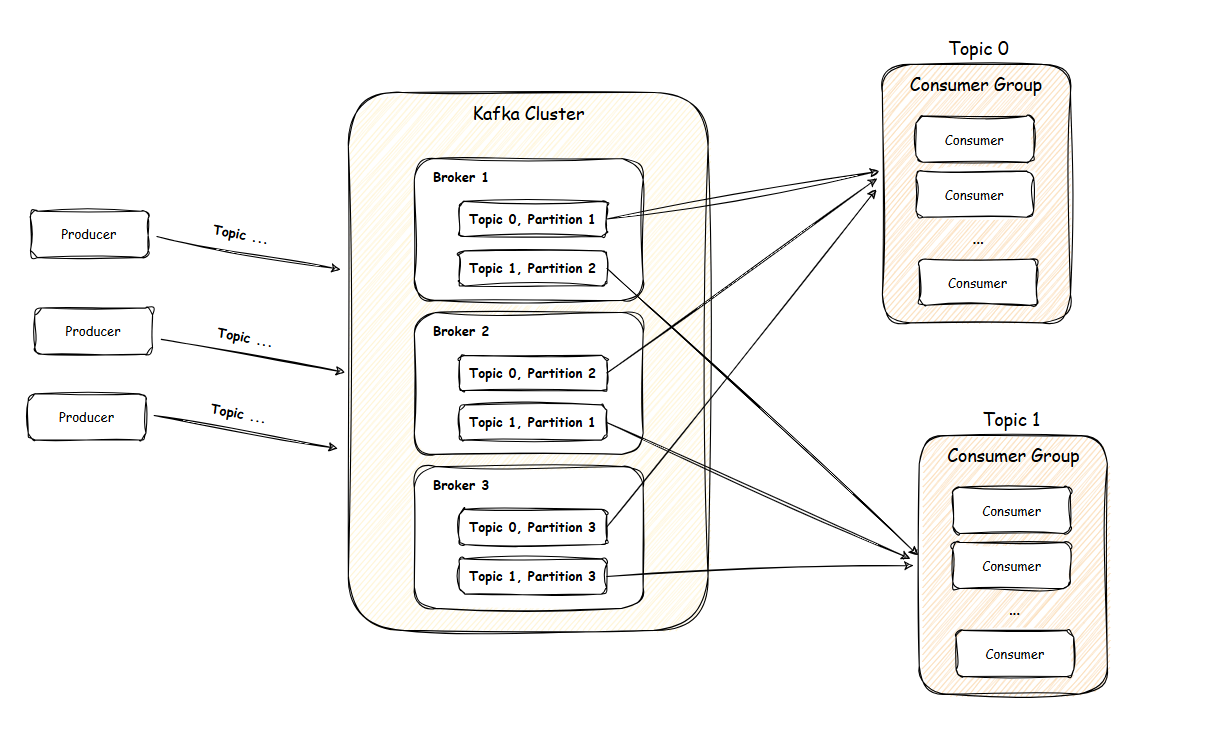 Producer
Topic ...
Producer
Topic ...
Producer
Topic ...
Kafka Cluster
Broker 1
Topic 0, Partition 1
Topic 1, Partition 2
Broker 2
Topic 0, Partition 2
Topic 1, Partition 1
Broker 3
Topic 0, Partition 3
Topic 1, Partition 3
Topic 0
Consumer Group
Consumer
Consumer
...
Consumer
Topic 1
Consumer Group
Consumer
Consumer
...
Consumer